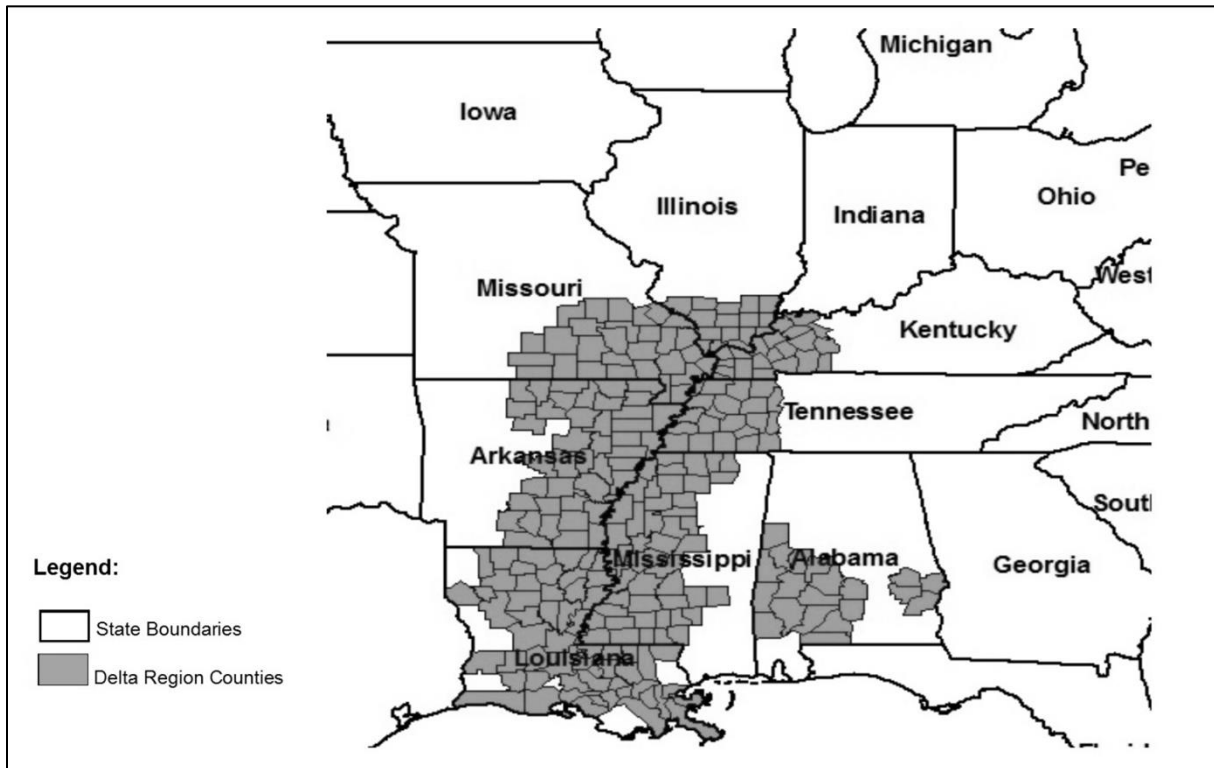 Michigan
Iowa
Illinois
Indiana
Ohio
Pe
West
Missouri
Kentucky
Tennessee
North
Arkansas
South
Mississippi
Alabama
Georgia
Louisiana
Legend:
State Boundaries
Delta Region Counties